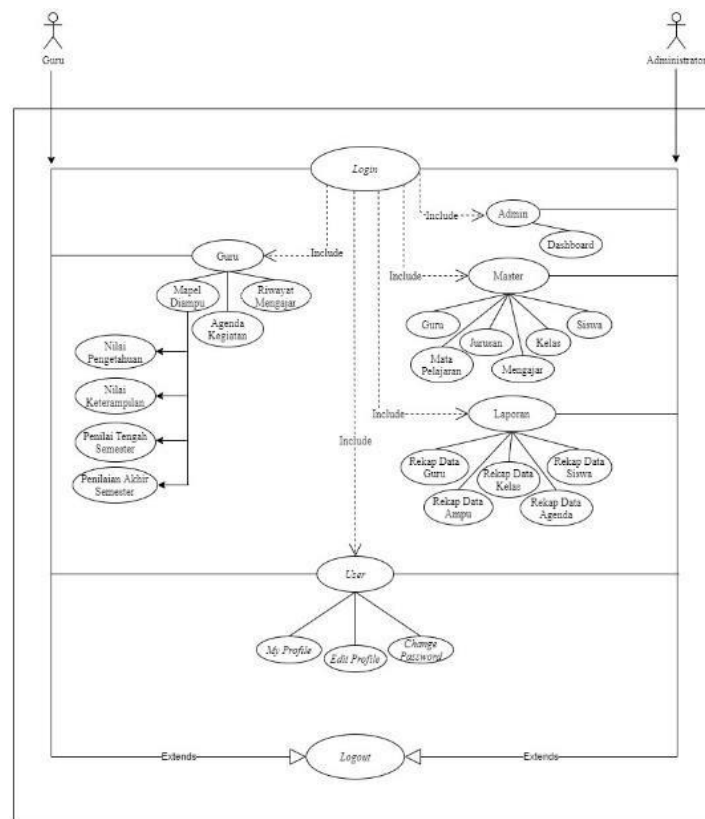 Guru
Administrator
Login
Include
Admin
Dashboard
Include
Guru
Mapel
Diampu
Riwayat
Mengajar
Agenda
Kegiatan
Include
Master
Guru
Siswa
Jurusan
Kelas
Mata
Pelajaran
Mengajar
Nilai
Pengetahuan
Nilai
Keterampilan
Penilai Tengah
Semester
Penilaian Akhir
Semester
Include
Laporan
Include
Rekap Data
Guru
Rekap Data
Kelas
Rekap Data
Siswa
Rekap Data
Ampu
Rekap Data
Agenda
User
My Profile
Edit Profile
Change
Password
Extends
Logout
Extends